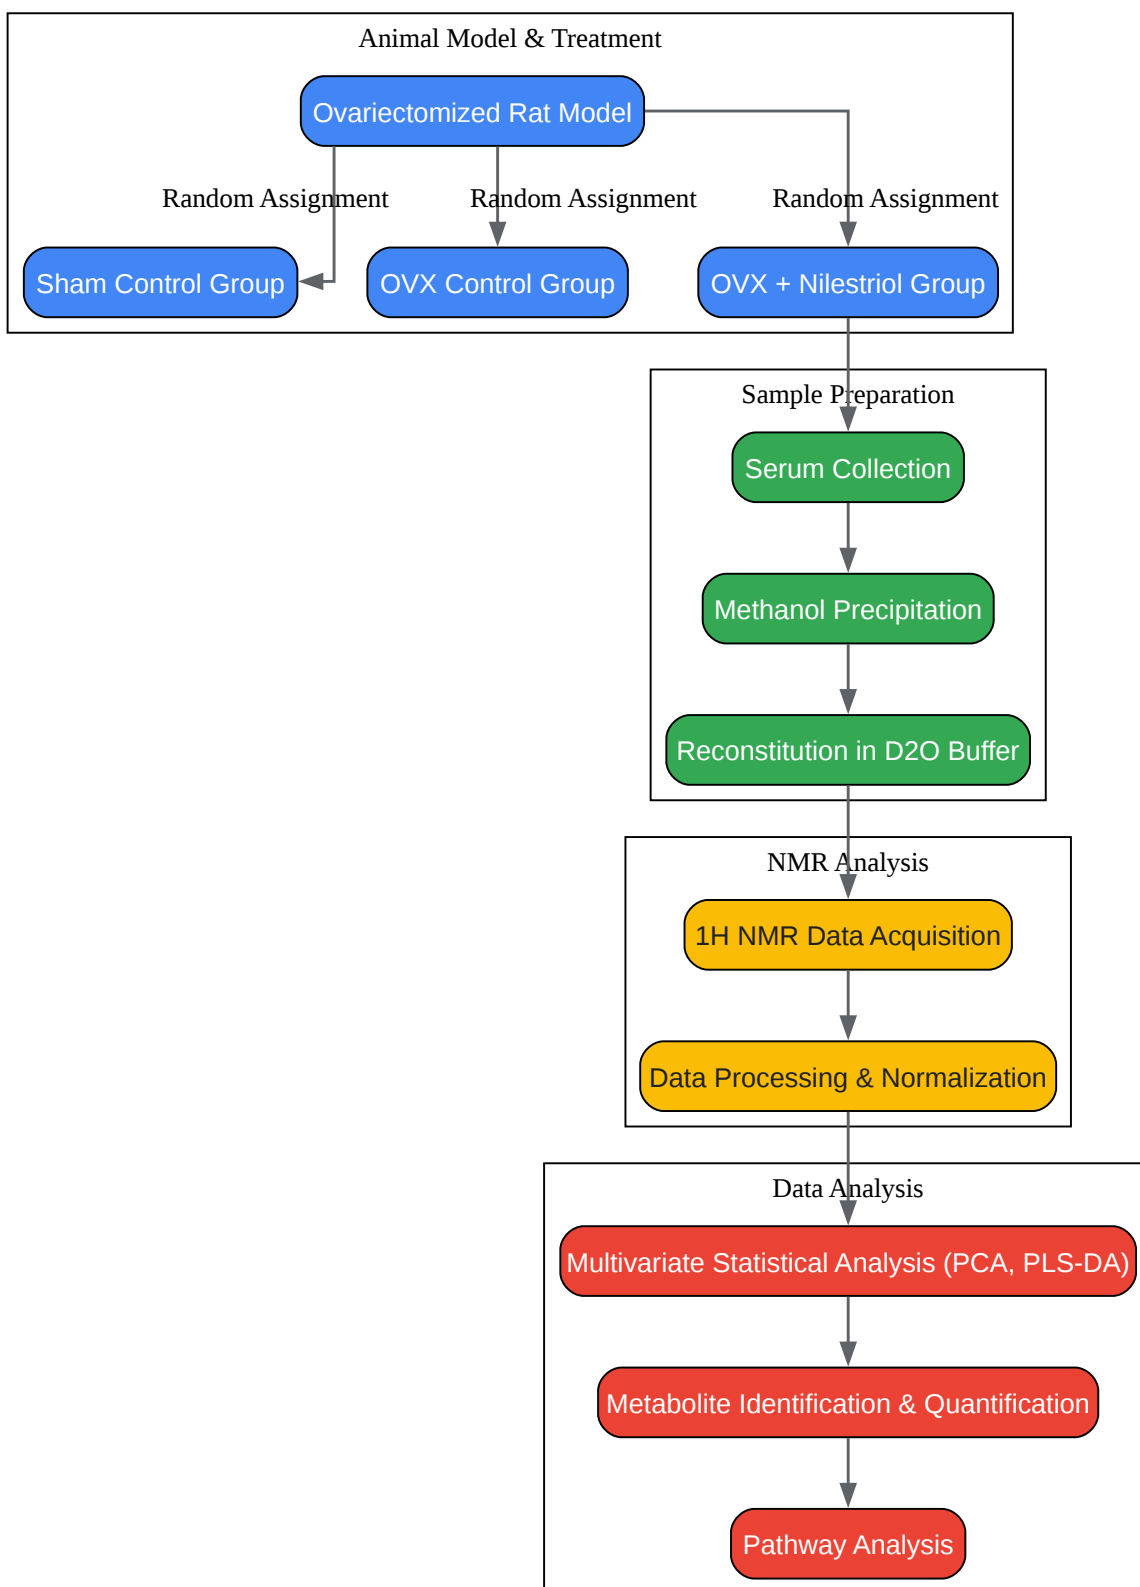 Animal Model & Treatment
Ovariectomized Rat Model
Random Assignment
Random Assignment
Random Assignment
Sham Control Group
OVX Control Group
OVX + Nilestriol Group
Sample Preparation
Serum Collection
Methanol Precipitation
Reconstitution in D2O Buffer
NMR Analysis
1H NMR Data Acquisition
Data Processing & Normalization
Data Analysis
Multivariate Statistical Analysis (PCA, PLS-DA)
Metabolite Identification & Quantification
Pathway Analysis